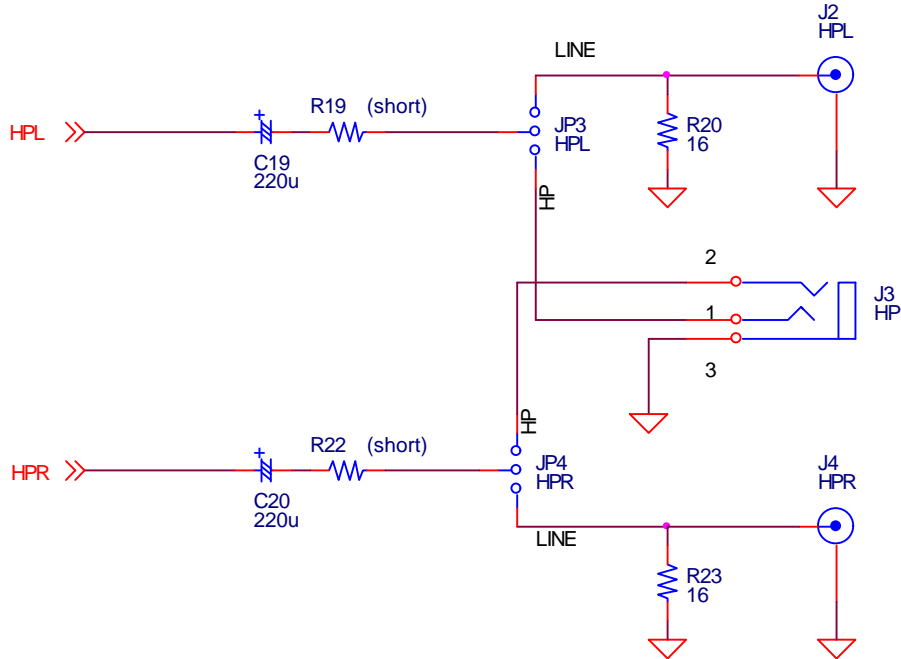 J2
HPL
LINE
R19 (short)
HPL
+
JP3
HPL
R20
16
C19
220u
HP
2
J3
HP
1
3
HP
R22 (short)
HPR
+
JP4
HPR
J4
HPR
C20
220u
LINE
R23
16